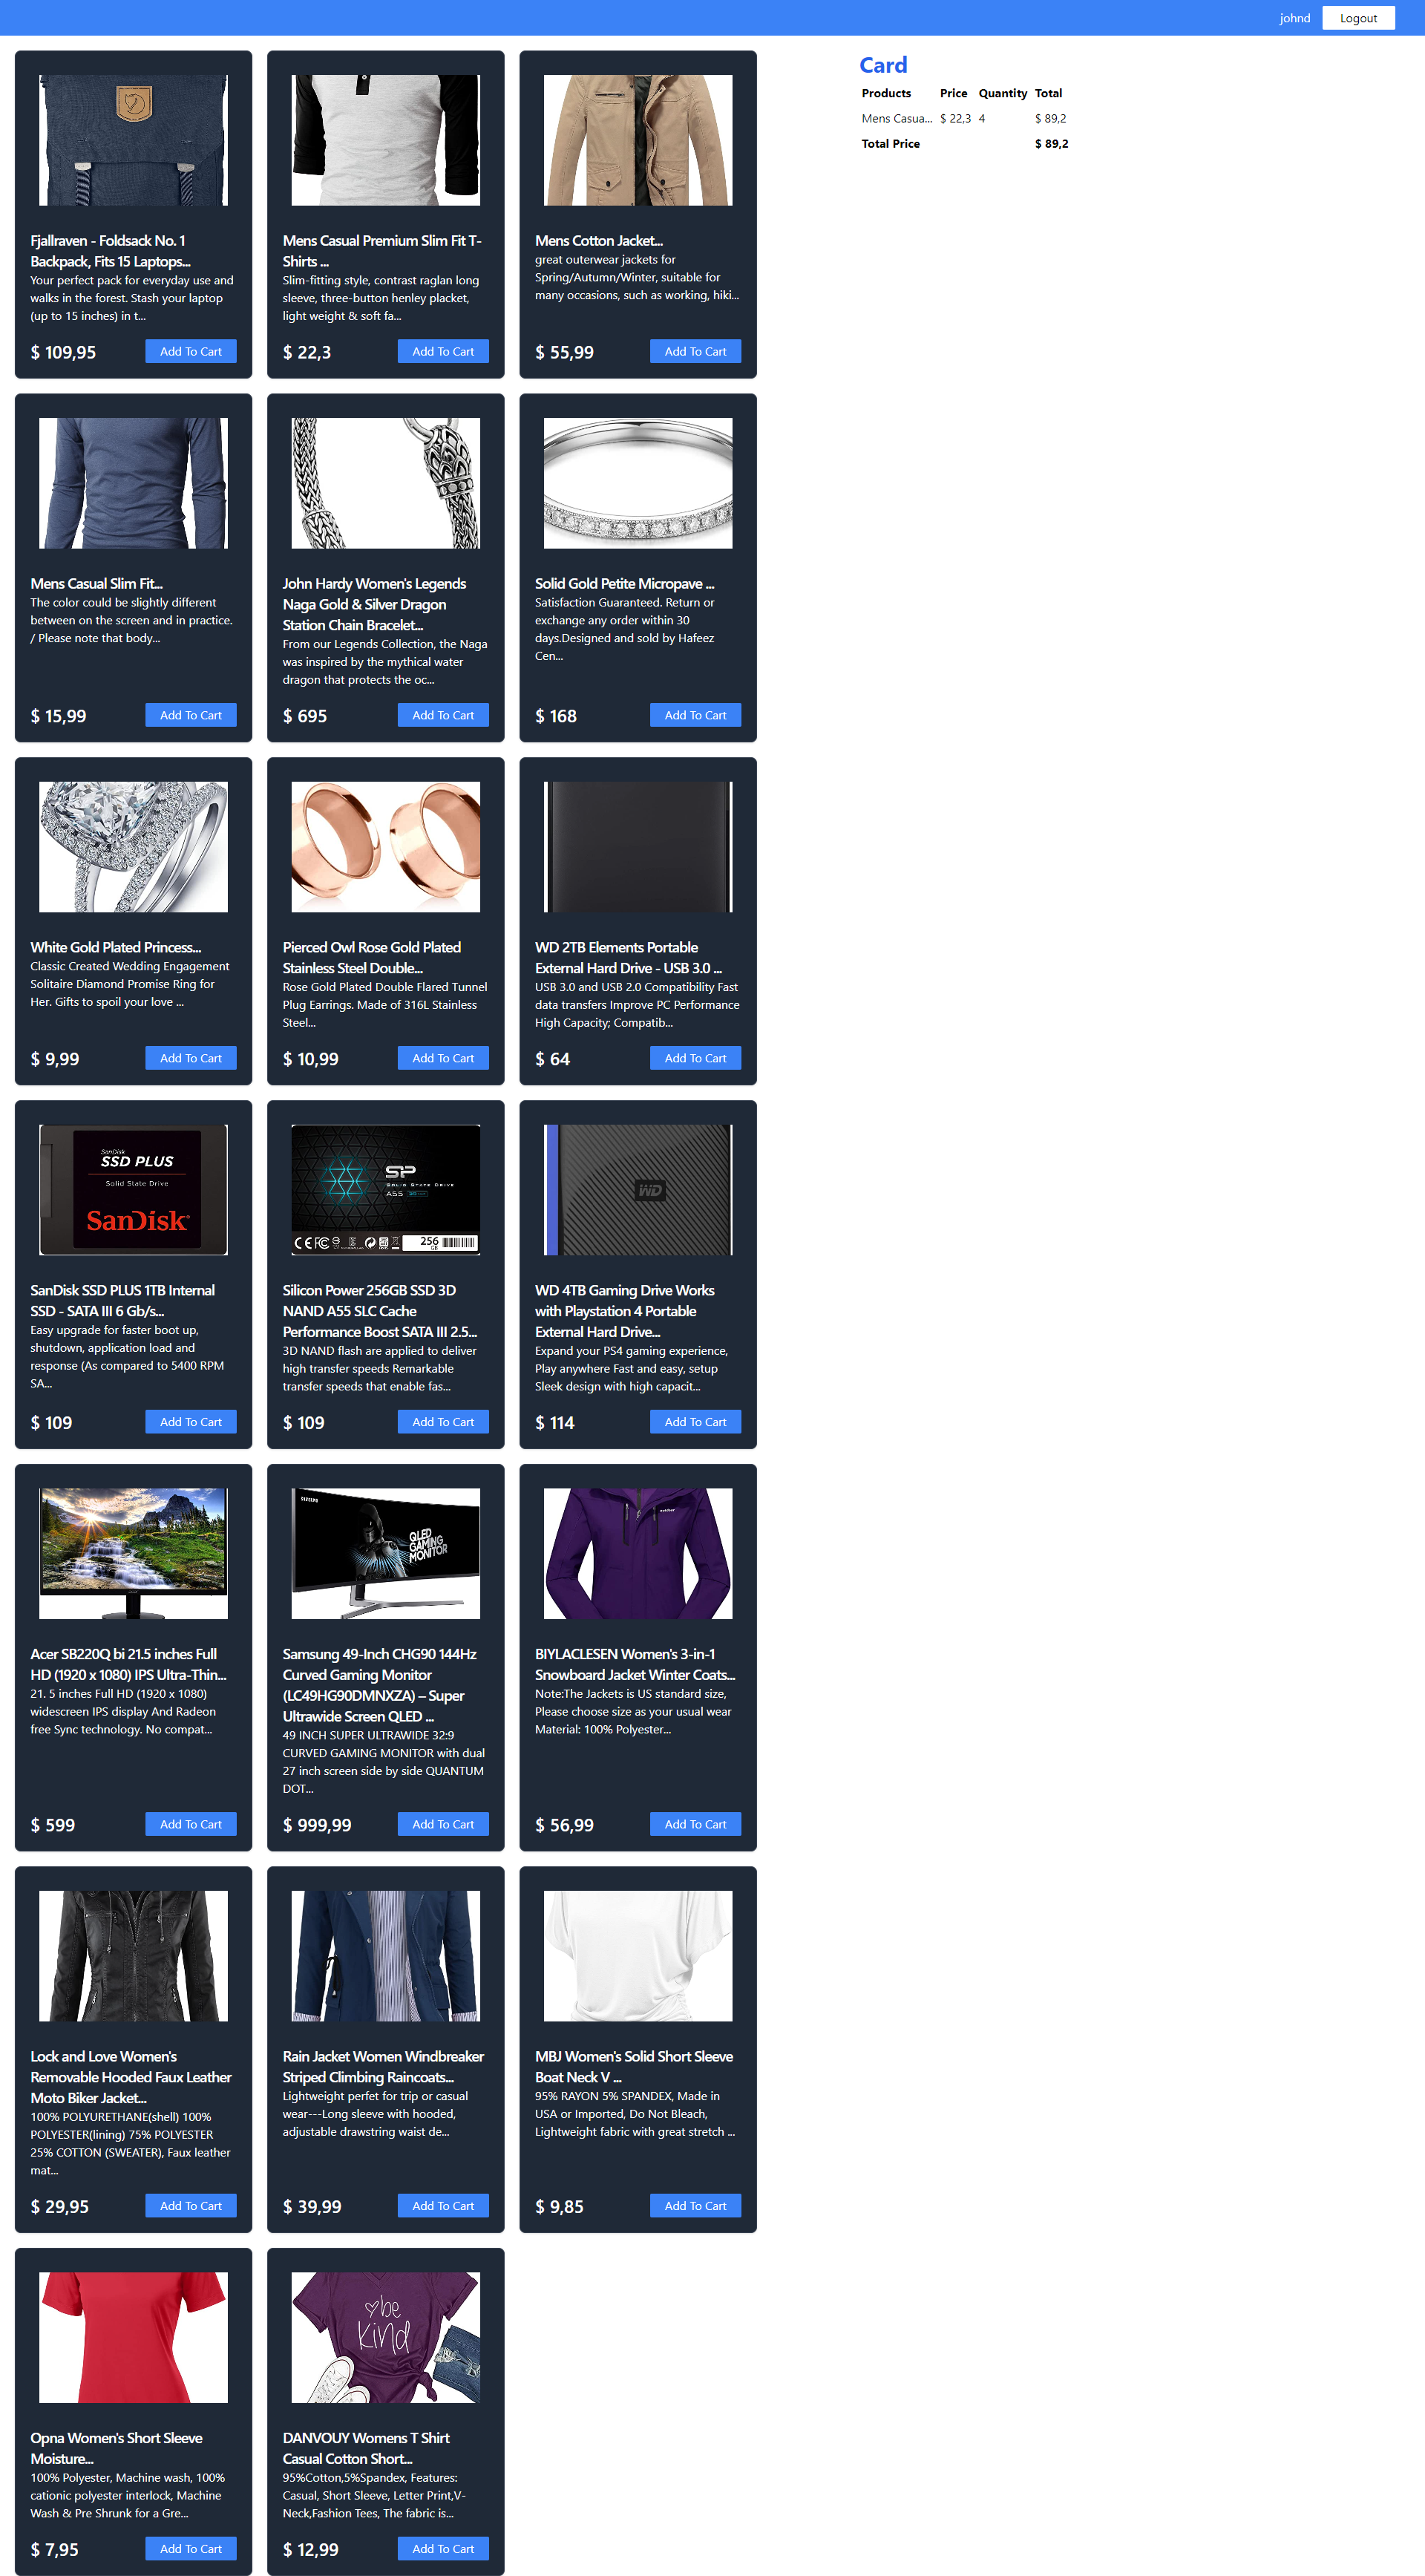 johnd
Logout
Fjallraven - Foldsack No. 1
Backpack, Fits 15 Laptops...
Your perfect pack for everyday use and
walks in the forest. Stash your laptop
(up to 15 inches) in t...
$ 109,95
Add To Cart
Mens Casual Premium Slim Fit T-
Shirts ...
Slim-fitting style, contrast raglan long
sleeve, three-button henley placket,
light weight & soft fa...
$ 22,3
Add To Cart
Mens Cotton Jacket...
great outerwear jackets for
Spring/Autumn/Winter, suitable for
many occasions, such as working, hiki...
$ 55,99
Add To Cart
Mens Casual Slim Fit...
The color could be slightly different
between on the screen and in practice.
/ Please note that body...
$ 15,99
Add To Cart
John Hardy Women's Legends
Naga Gold & Silver Dragon
Station Chain Bracelet...
From our Legends Collection, the Naga
was inspired by the mythical water
dragon that protects the oc...
$ 695
Add To Cart
Solid Gold Petite Micropave ...
Satisfaction Guaranteed. Return or
exchange any order within 30
days.Designed and sold by Hafeez
Cen...
$ 168
Add To Cart
White Gold Plated Princess...
Classic Created Wedding Engagement
Solitaire Diamond Promise Ring for
Her. Gifts to spoil your love ...
$ 9,99
Add To Cart
Pierced Owl Rose Gold Plated
Stainless Steel Double...
Rose Gold Plated Double Flared Tunnel
Plug Earrings. Made of 316L Stainless
Steel...
$ 10,99
Add To Cart
WD 2TB Elements Portable
External Hard Drive - USB 3.0 ...
USB 3.0 and USB 2.0 Compatibility Fast
data transfers Improve PC Performance
High Capacity; Compatib...
$ 64
Add To Cart
SanDisk
SSD PLUS
Solid State Drive
SanDisk
SanDisk SSD PLUS 1TB Internal
SSD - SATA III 6 Gb/s...
Easy upgrade for faster boot up,
shutdown, application load and
response (As compared to 5400 RPM
SA...
$ 109
Add To Cart
SP
SOLID STATE DRIVE
A55
256
GB
Silicon Power 256GB SSD 3D
NAND A55 SLC Cache
Performance Boost SATA III 2.5...
3D NAND flash are applied to deliver
high transfer speeds Remarkable
transfer speeds that enable fas...
$ 109
Add To Cart
WD
WD 4TB Gaming Drive Works
with Playstation 4 Portable
External Hard Drive...
Expand your PS4 gaming experience,
Play anywhere Fast and easy, setup
Sleek design with high capacit...
$ 114
Add To Cart
Acer SB220Q bi 21.5 inches Full
HD (1920 x 1080) IPS Ultra-Thin...
21. 5 inches Full HD (1920 x 1080)
widescreen IPS display And Radeon
free Sync technology. No compat...
$ 599
Add To Cart
SAMSUNG
QLED
GAMING
MONITOR
Samsung 49-Inch CHG90 144Hz
Curved Gaming Monitor
(LC49HG90DMNXZA) – Super
Ultrawide Screen QLED ...
49 INCH SUPER ULTRAWIDE 32:9
CURVED GAMING MONITOR with dual
27 inch screen side by side QUANTUM
DOT...
$ 999,99
Add To Cart
BIYLACLESEN Women's 3-in-1
Snowboard Jacket Winter Coats...
Note:The Jackets is US standard size,
Please choose size as your usual wear
Material: 100% Polyester...
$ 56,99
Add To Cart
Lock and Love Women's
Removable Hooded Faux Leather
Moto Biker Jacket...
100% POLYURETHANE(shell) 100%
POLYESTER(lining) 75% POLYESTER
25% COTTON (SWEATER), Faux leather
mat...
$ 29,95
Add To Cart
Rain Jacket Women Windbreaker
Striped Climbing Raincoats...
Lightweight perfet for trip or casual
wear---Long sleeve with hooded,
adjustable drawstring waist de...
$ 39,99
Add To Cart
MBJ Women's Solid Short Sleeve
Boat Neck V ...
95% RAYON 5% SPANDEX, Made in
USA or Imported, Do Not Bleach,
Lightweight fabric with great stretch ...
$ 9,85
Add To Cart
Opna Women's Short Sleeve
Moisture...
100% Polyester, Machine wash, 100%
cationic polyester interlock, Machine
Wash & Pre Shrunk for a Gre...
$ 7,95
Add To Cart
be
kind
DANVOUY Womens T Shirt
Casual Cotton Short...
95%Cotton,5%Spandex, Features:
Casual, Short Sleeve, Letter Print,V-
Neck,Fashion Tees, The fabric is...
$ 12,99
Add To Cart
Card
Products Price Quantity Total
Mens Casua... $ 22,3 4 $ 89,2
Total Price $ 89,2